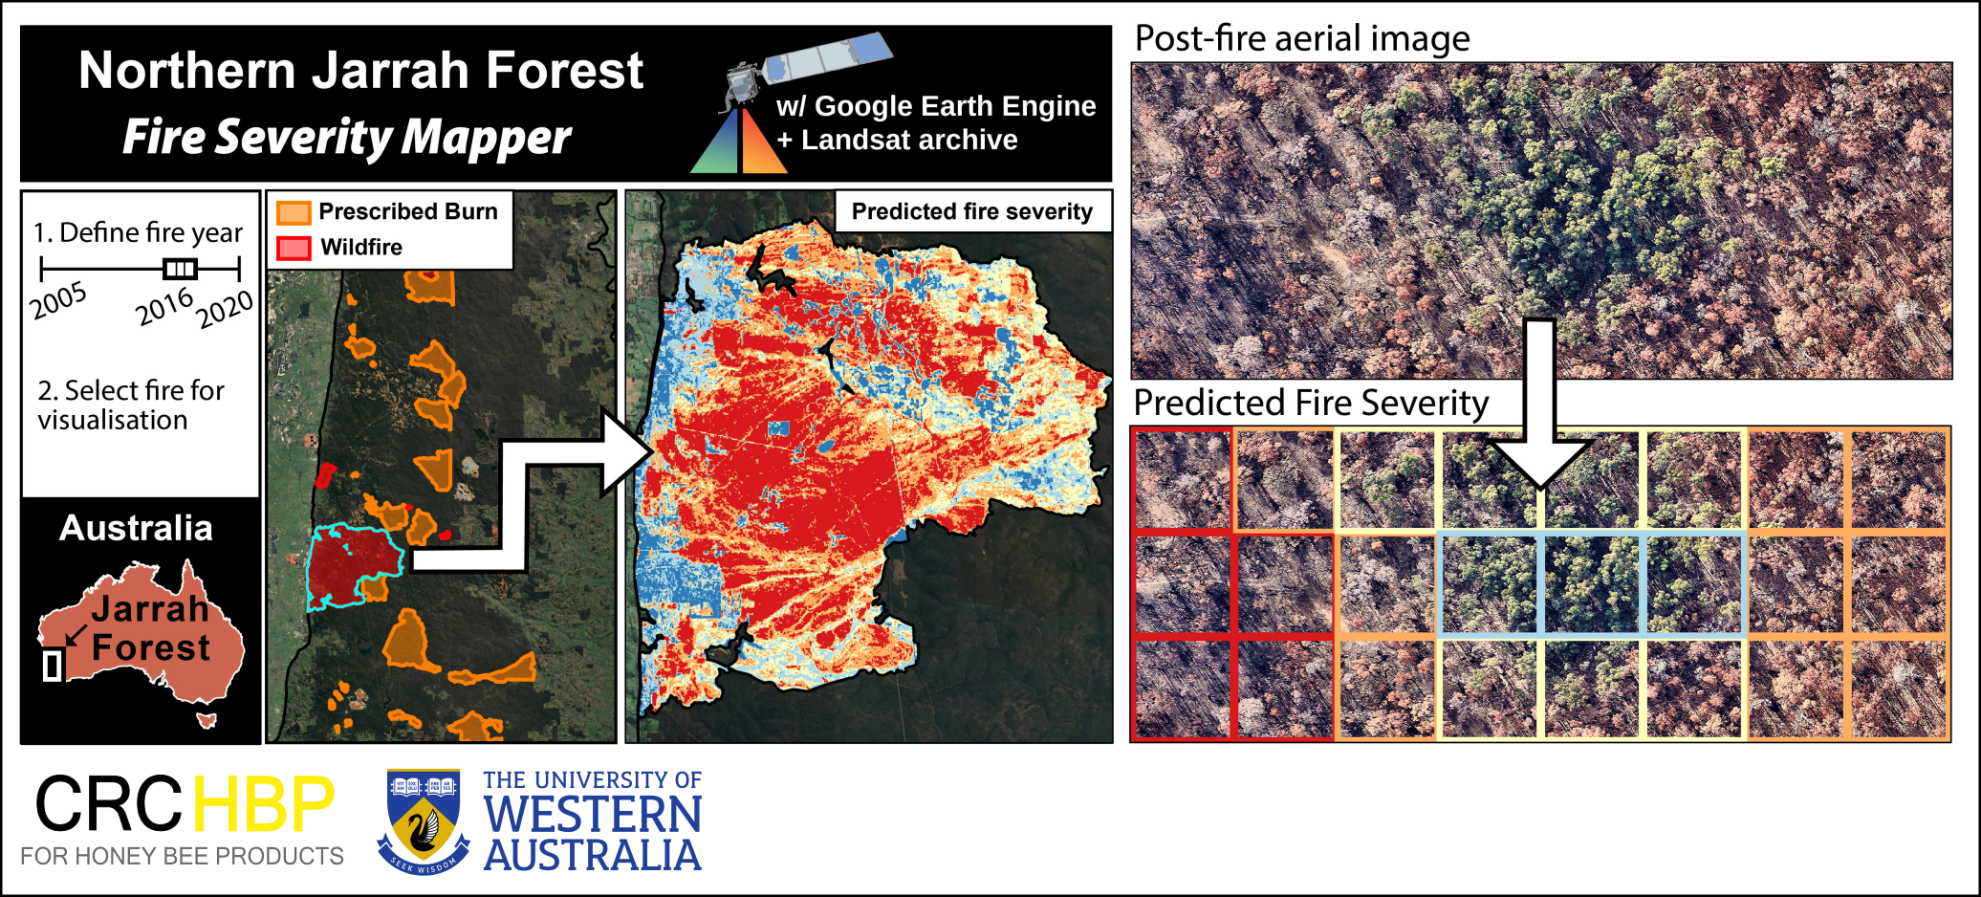 Northern Jarrah Forest
Fire Severity Mapper
w/ Google Earth Engine
+ Landsat archive
1. Define fire year
2005
2016
2020
2. Select fire for
visualisation
Australia
Jarrah
Forest
Prescribed Burn
Wildfire
Predicted fire severity
Post-fire aerial image
Predicted Fire Severity
CRC HBP
FOR HONEY BEE PRODUCTS
SEEK WISDOM
THE UNIVERSITY OF
WESTERN
AUSTRALIA